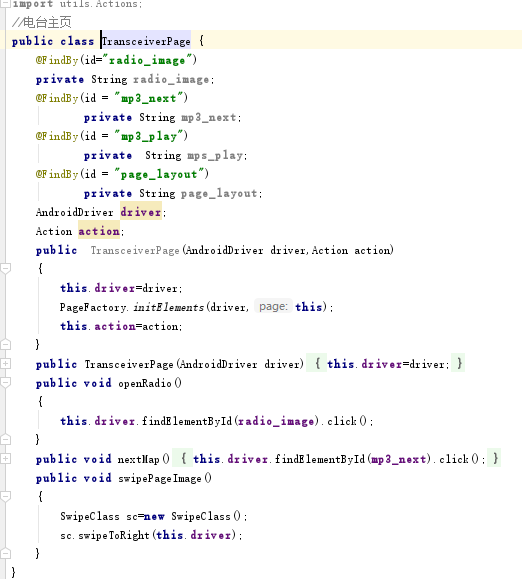 import utils.Actions;
//电台主页
public class TransceiverPage {
@FindBy(id="radio_image")
private String radio_image;
@FindBy(id = "mp3_next")
private String mp3_next;
@FindBy(id = "mp3_play")
private String mps_play;
@FindBy(id = "page_layout")
private String page_layout;
AndroidDriver driver;
Action action;
public TransceiverPage(AndroidDriver driver,Action action)
{
this.driver=driver;
PageFactory.initElements(driver, page: this);
this.action=action;
}
public TransceiverPage(AndroidDriver driver) { this.driver=driver; }
public void openRadio()
{
this.driver.findElementById(radio_image).click();
}
public void nextMap() { this.driver.findElementById(mp3_next).click(); }
public void swipePageImage()
{
SwipeClass sc=new SwipeClass();
sc.swipeToRight(this.driver);
}
}